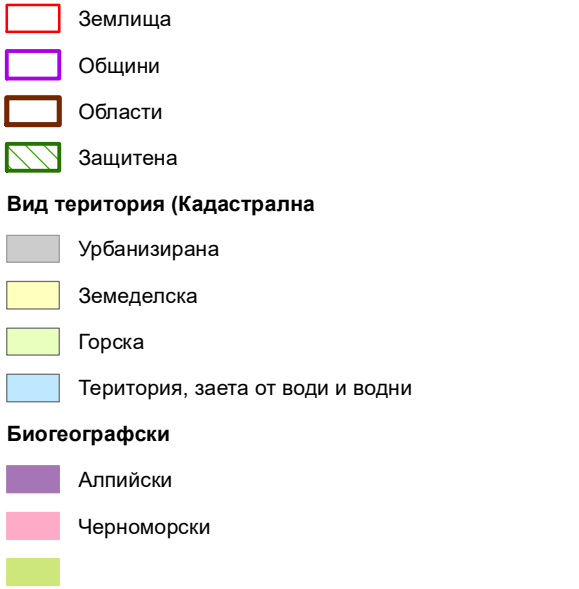 Землища
Общини
Области
Защитена
Вид територия (Кадастрална
Урбанизирана
Земеделска
Горска
Територия, заета от води и водни
Биогеографски
Алпийски
Черноморски